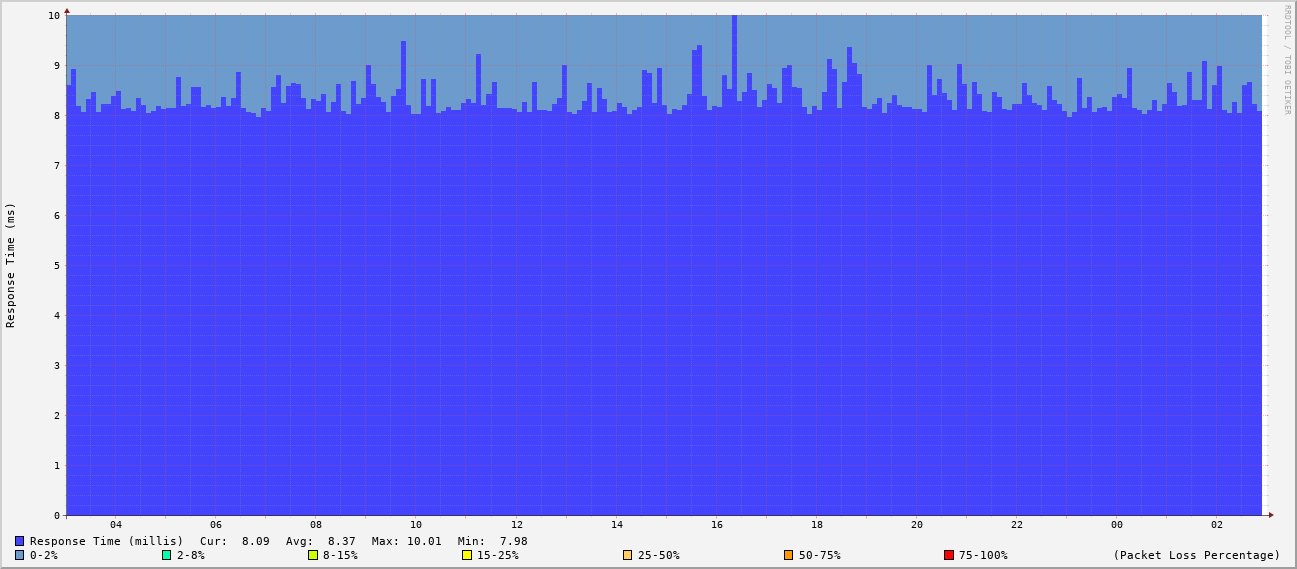 RRDTOOL / TOBI OETIKER
Response Time (ms)
10
9
8
7
6
5
4
3
2
1
0
04 06 08 10 12 14 16 18 20 22 00 02
Response Time (millis) Cur: 8.09 Avg: 8.37 Max: 10.01 Min: 7.98
0-2% 2-8% 8-15% 15-25% 25-50% 50-75% 75-100% (Packet Loss Percentage)